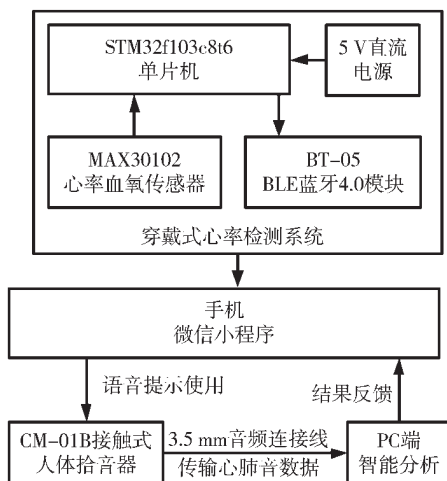 STM32f103c8t6
单片机
5 V直流
电源
MAX30102
心率血氧传感器
BT-05
BLE蓝牙4.0模块
穿戴式心率检测系统
手机
微信小程序
语音提示使用
结果反馈
CM-01B接触式
人体拾音器
3.5 mm音频连接线
传输心肺音数据
PC端
智能分析